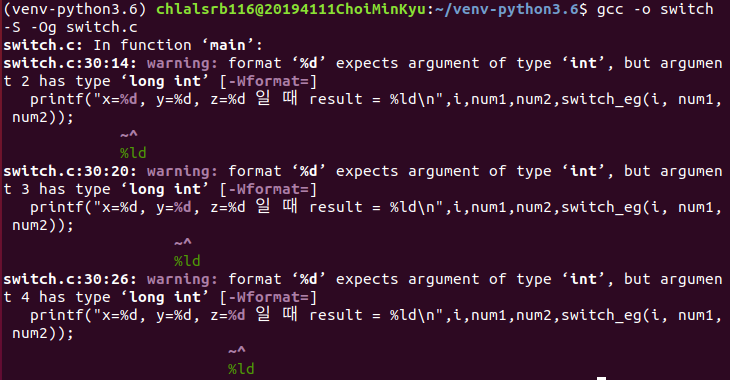 (venv-python3.6) chlalsrb116@20194111ChoiMinKyu:~/venv-python3.6$ gcc -o switch
-S -Og switch.c
switch.c: In function ‘main’:
switch.c:30:14: warning: format ‘%d’ expects argument of type ‘int’, but argumen
t 2 has type ‘long int’ [-Wformat=]
printf("x=%d, y=%d, z=%d 일 때 result = %ld\n",i,num1,num2,switch_eg(i, num1,
num2));
~^
%ld
switch.c:30:20: warning: format ‘%d’ expects argument of type ‘int’, but argumen
t 3 has type ‘long int’ [-Wformat=]
printf("x=%d, y=%d, z=%d 일 때 result = %ld\n",i,num1,num2,switch_eg(i, num1,
num2));
~^
%ld
switch.c:30:26: warning: format ‘%d’ expects argument of type ‘int’, but argumen
t 4 has type ‘long int’ [-Wformat=]
printf("x=%d, y=%d, z=%d 일 때 result = %ld\n",i,num1,num2,switch_eg(i, num1,
num2));
~^
%ld